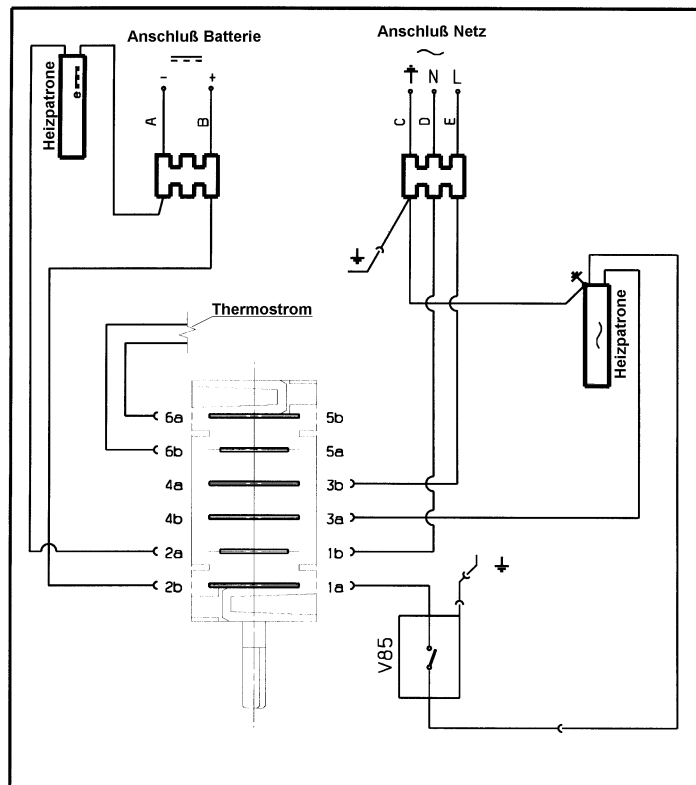 Anschluß Batterie
Anschluß Netz
- +
N L
A B
C D E
Heizpatrone
e
Thermostrom
Heizpatrone
6a 5b
6b 5a
4a 3b
4b 3a
2a 1b
2b 1a
V85